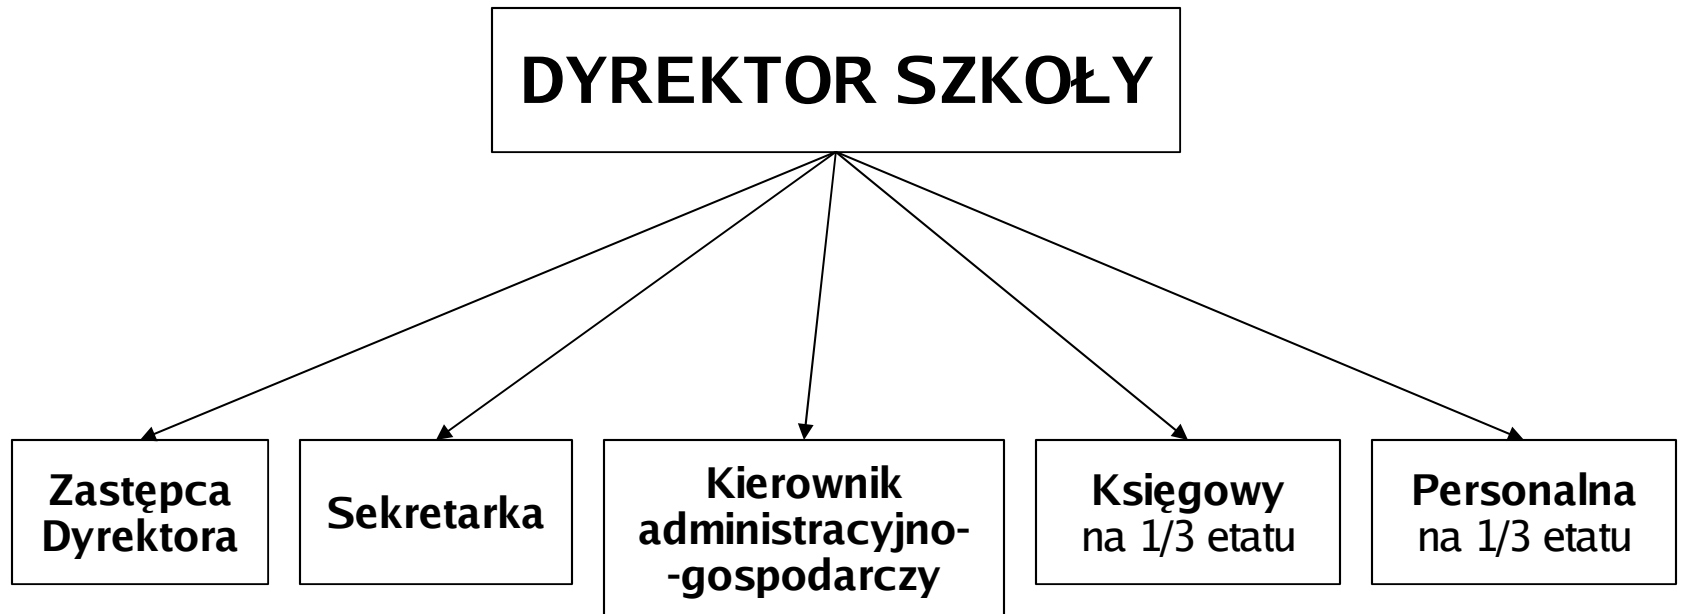 DYREKTOR SZKOŁY
Zastępca
Dyrektora
Sekretarka
Kierownik
administracyjno-
-gospodarczy
Księgowy
na 1/3 etatu
Personalna
na 1/3 etatu